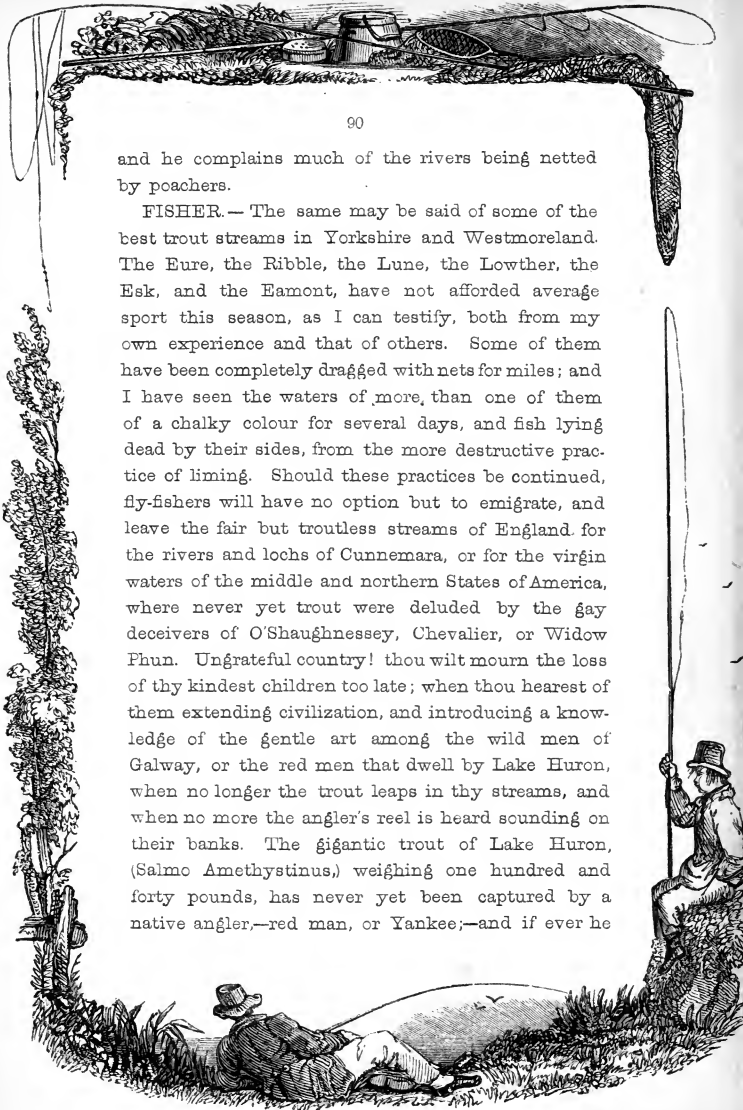 90
and he complains much of the rivers being netted
by poachers.
FISHER.— The same may be said of some of the
best trout streams in Yorkshire and Westmoreland.
The Eure, the Ribble, the Lune, the Lowther, the
Esk, and the Eamont, have not afforded average
sport this season, as I can testify, both from my
own experience and that of others. Some of them
have been completely dragged with nets for miles; and
I have seen the waters of more, than one of them
of a chalky colour for several days, and fish lying
dead by their sides, from the more destructive prac-
tice of liming. Should these practices be continued,
fly-fishers will have no option but to emigrate, and
leave the fair but troutless streams of England. for
the rivers and lochs of Cunnemara, or for the virgin
waters of the middle and northern States of America,
where never yet trout were deluded by the gay
deceivers of O'Shaughnessey, Chevalier, or Widow
Phun. Ungrateful country! thou wilt mourn the loss
of thy kindest children too late; when thou hearest of
them extending civilization, and introducing a know-
ledge of the gentle art among the wild men of
Galway, or the red men that dwell by Lake Huron,
when no longer the trout leaps in thy streams, and
when no more the angler's reel is heard sounding on
their banks. The gigantic trout of Lake Huron,
(Salmo Amethystinus,) weighing one hundred and
forty pounds, has never yet been captured by a
native angler,—red man, or Yankee;—and if ever he